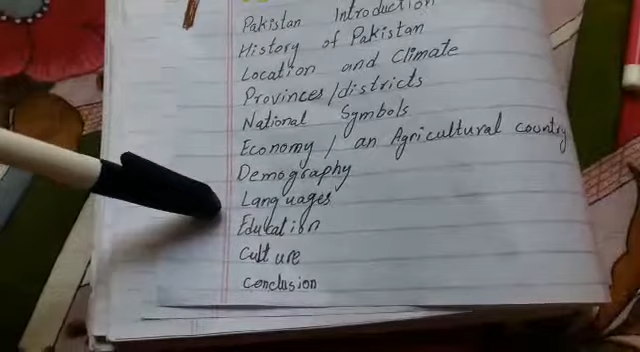 Pakistan Introduction
History of Pakistan
Location and Climate
Provinces/districts
National Symbols
Economy / an Agricultural country
Demography
Languages
Education
Culture
Conclusion